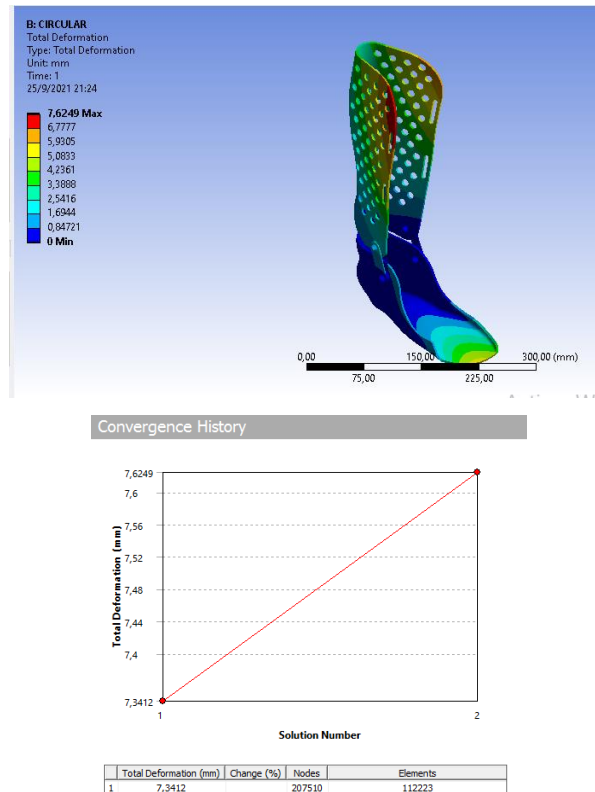 B: CIRCULAR
Total Deformation
Type: Total Deformation
Unit: mm
Time: 1
25/9/2021 21:24
7,6249 Max
6,7777
5,9305
5,0833
4,2361
3,3888
2,5416
1,6944
0,84721
0 Min
0,00 150,00 300,00 (mm)
75,00 225,00
Convergence History
7,6249
7,6
7,56
7,52
7,48
7,44
7,4
7,3412
Total Deformation (mm)
1 2
Solution Number
Total Deformation (mm) Change (%) Nodes Elements
1 7,3412 207510 112223